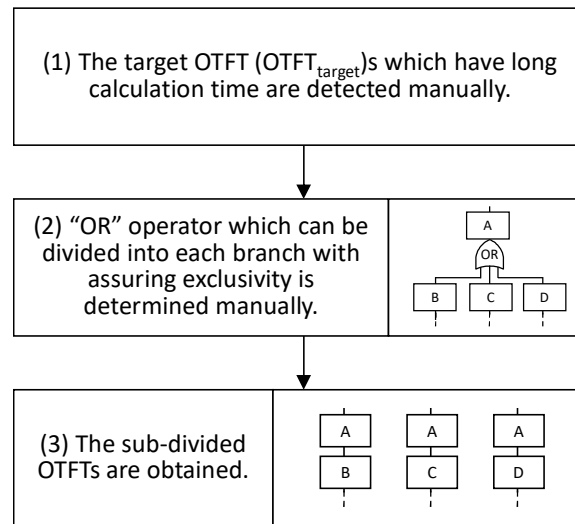 (1) The target OTFT (OTFT_target)s which have long
calculation time are detected manually.
(2) “OR” operator which can be
divided into each branch with
assuring exclusivity is
determined manually.
A
OR
B C D
(3) The sub-divided
OTFTs are obtained.
A A A
B C D